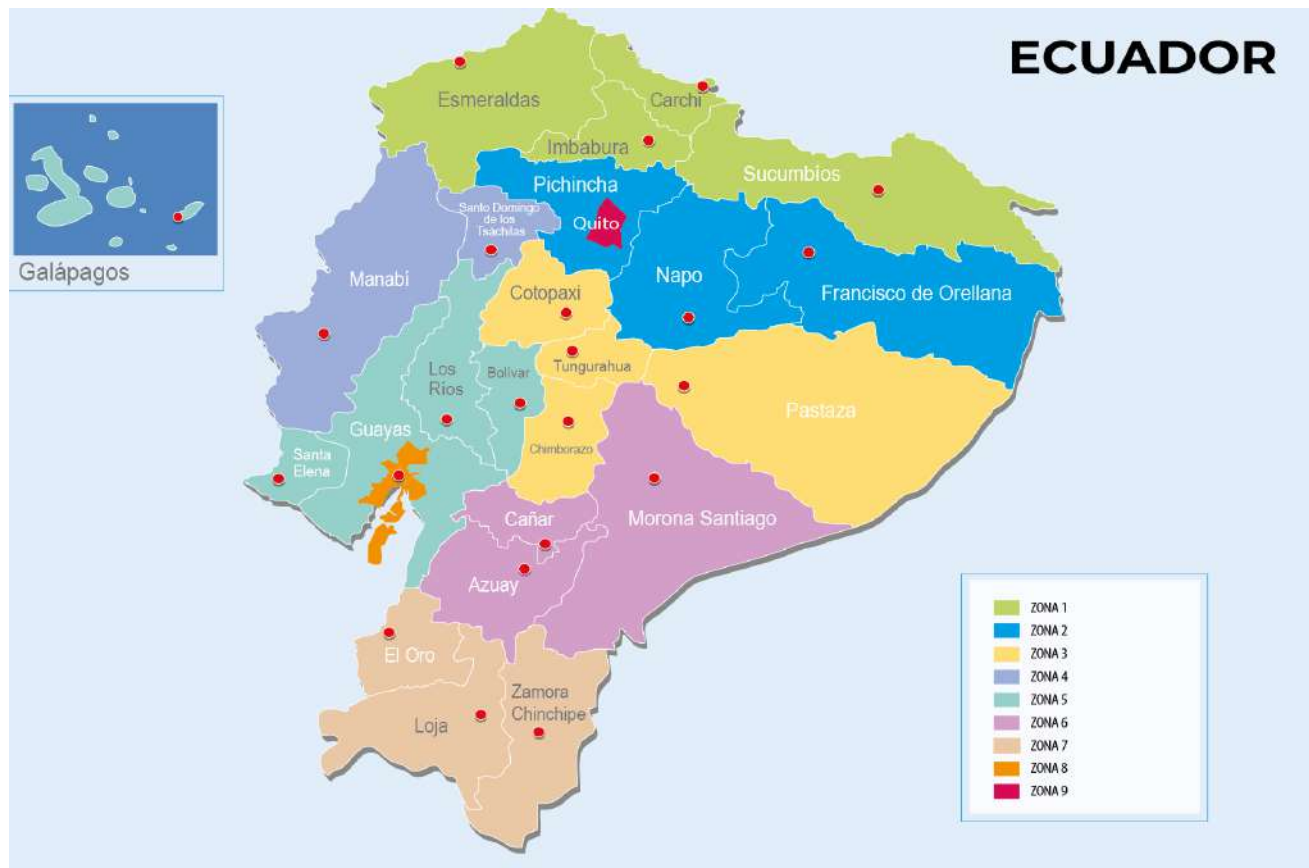 ECUADOR
Esmeraldas
Carchi
Imbabura
Sucumbios
Pichincha
Quito
Santo Domingo
de los
Tsáchilas
Galápagos
Manabí
Napo
Francisco de Orellana
Cotopaxi
Tungurahua
Los
Ríos
Bolívar
Pastaza
Guayas
Chimborazo
Santa
Elena
Cañar
Morona Santiago
Azuay
El Oro
Zamora
Chinchipe
Loja
ZONA 1
ZONA 2
ZONA 3
ZONA 4
ZONA 5
ZONA 6
ZONA 7
ZONA 8
ZONA 9